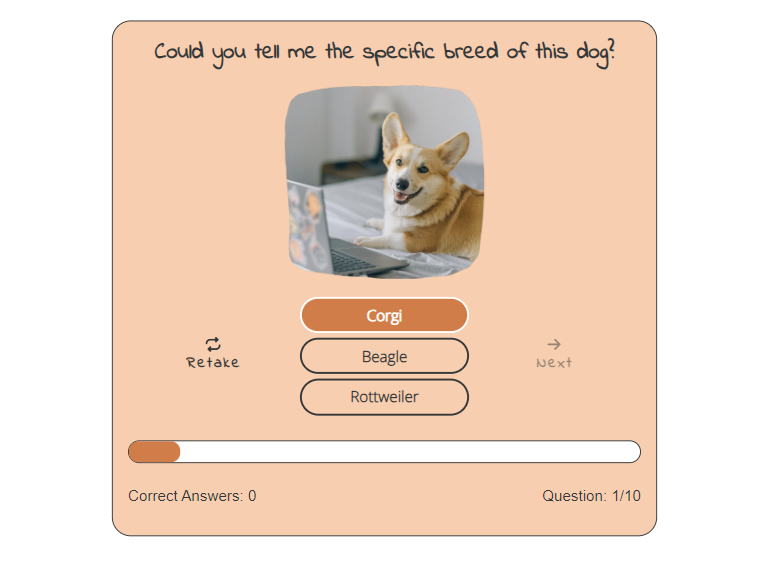 Could you tell me the specific breed of this dog?
Corgi
Beagle
Rottweiler
Retake
Next
Correct Answers: 0
Question: 1/10